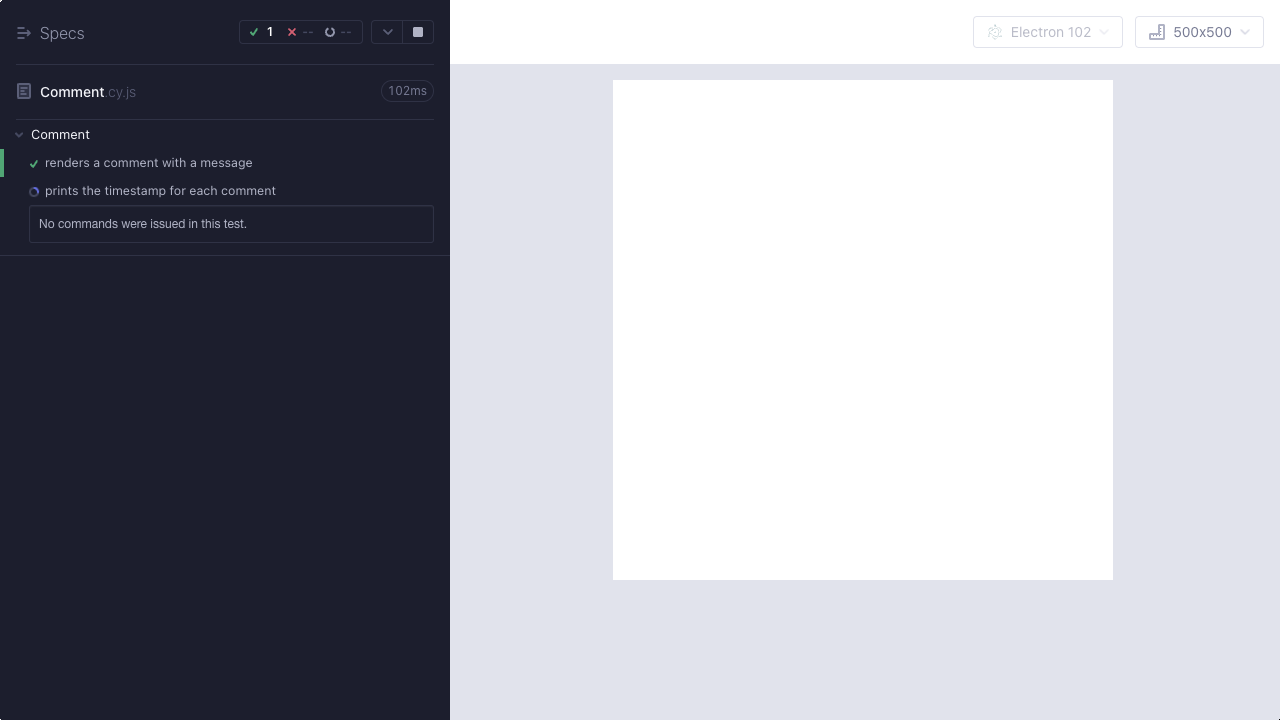 Specs
1 -- --
Electron 102
500x500
Comment.cy.js
102ms
Comment
renders a comment with a message
prints the timestamp for each comment
No commands were issued in this test.